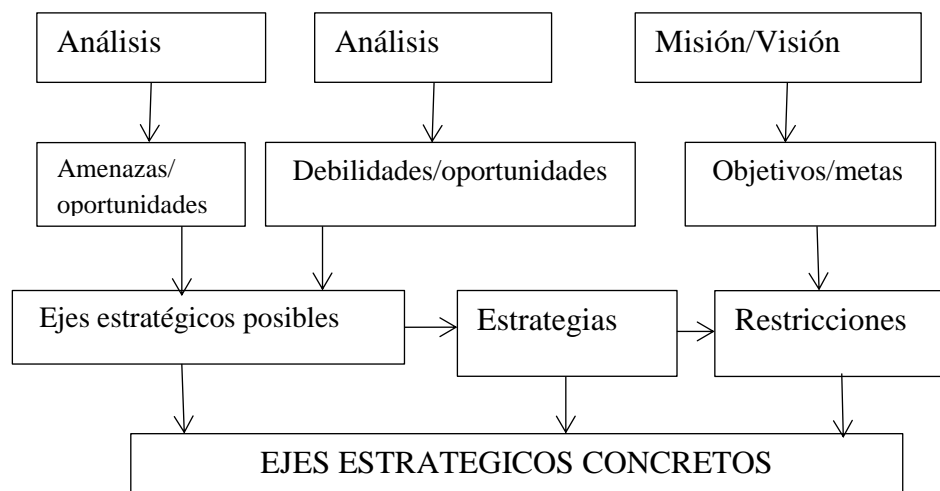 Análisis
Análisis
Misión/Visión
Amenazas/
oportunidades
Debilidades/oportunidades
Objetivos/metas
Ejes estratégicos posibles
Estrategias
Restricciones
EJES ESTRATEGICOS CONCRETOS